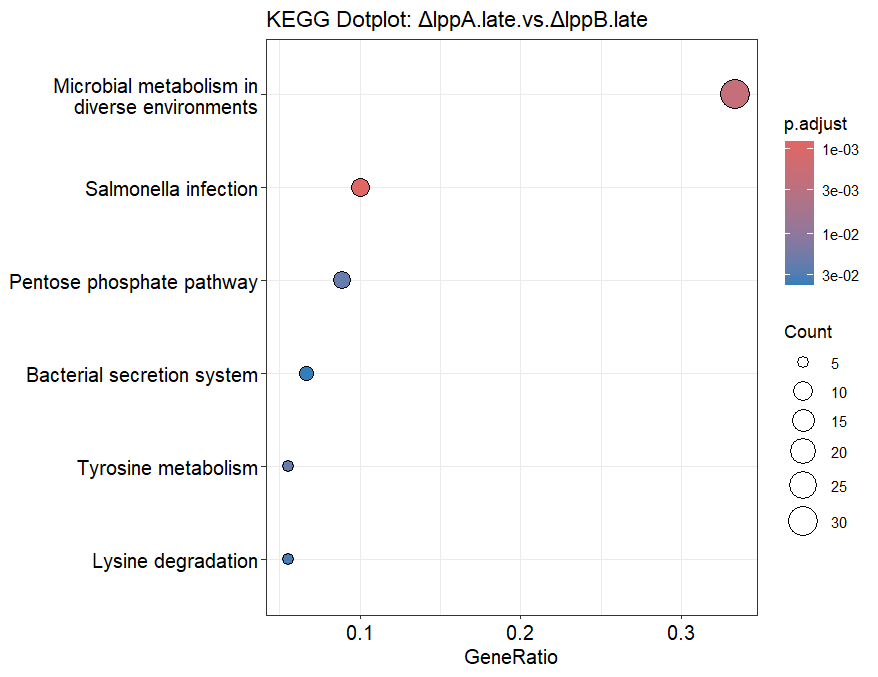 KEGG Dotplot: ΔlppA.late.vs.ΔlppB.late
Microbial metabolism in
diverse environments
Salmonella infection
Pentose phosphate pathway
Bacterial secretion system
Tyrosine metabolism
Lysine degradation
0.1
0.2
0.3
GeneRatio
p.adjust
1e-03
3e-03
1e-02
3e-02
Count
5
10
15
20
25
30